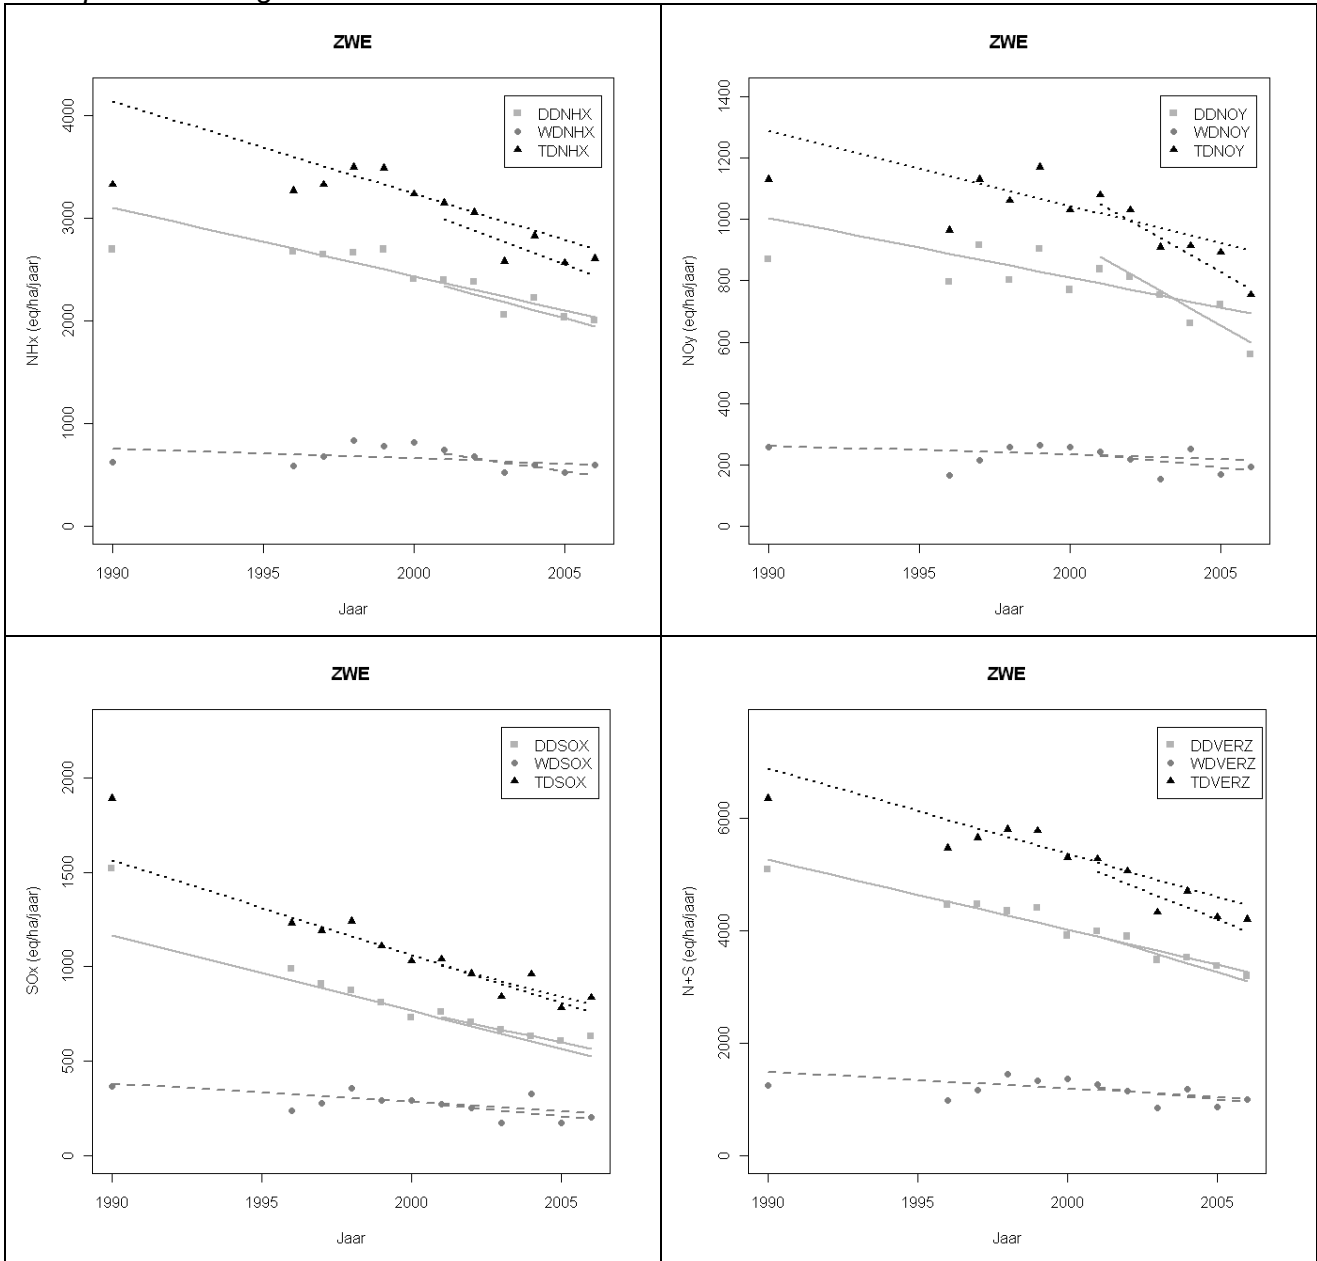 ZWE
DDNHX
WDNHX
TDNHX
NHx (eq/ha/jaar)
0 1000 2000 3000 4000
1990 1995 2000 2005
Jaar
ZWE
DDNOY
WDNOY
TDNOY
NOy (eq/ha/jaar)
0 200 400 600 800 1000 1200 1400
1990 1995 2000 2005
Jaar
ZWE
DDSOX
WDSOX
TDSOX
SOx (eq/ha/jaar)
0 500 1000 1500 2000
1990 1995 2000 2005
Jaar
ZWE
DDVERZ
WDVERZ
TDVERZ
N+S (eq/ha/jaar)
0 2000 4000 6000
1990 1995 2000 2005
Jaar